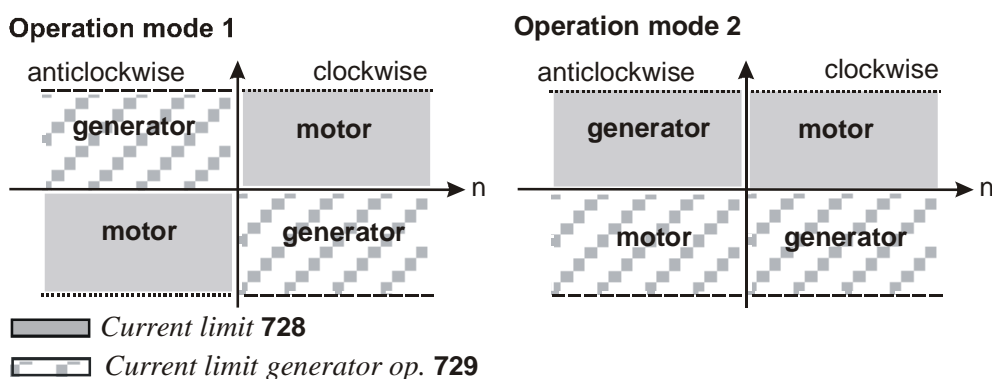 Operation mode 1
Operation mode 2
anticlockwise
clockwise
anticlockwise
clockwise
generator
motor
generator
motor
n
n
motor
generator
motor
generator
Current limit 728
Current limit generator op. 729